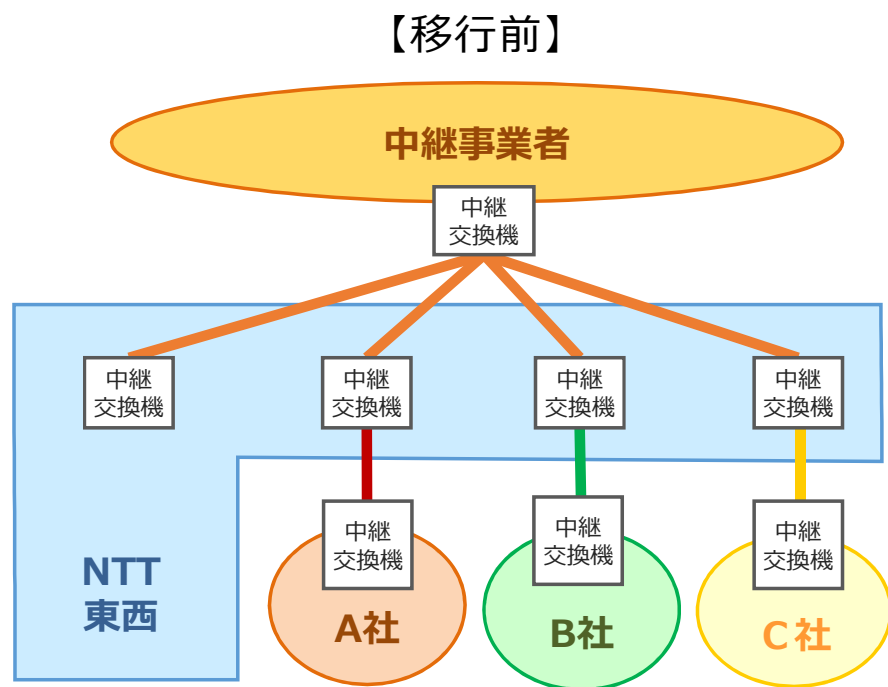 【移行前】
中継事業者
中継
交換機
中継
交換機
中継
交換機
中継
交換機
中継
交換機
中継
交換機
中継
交換機
中継
交換機
NTT
東西
A社
B社
C社